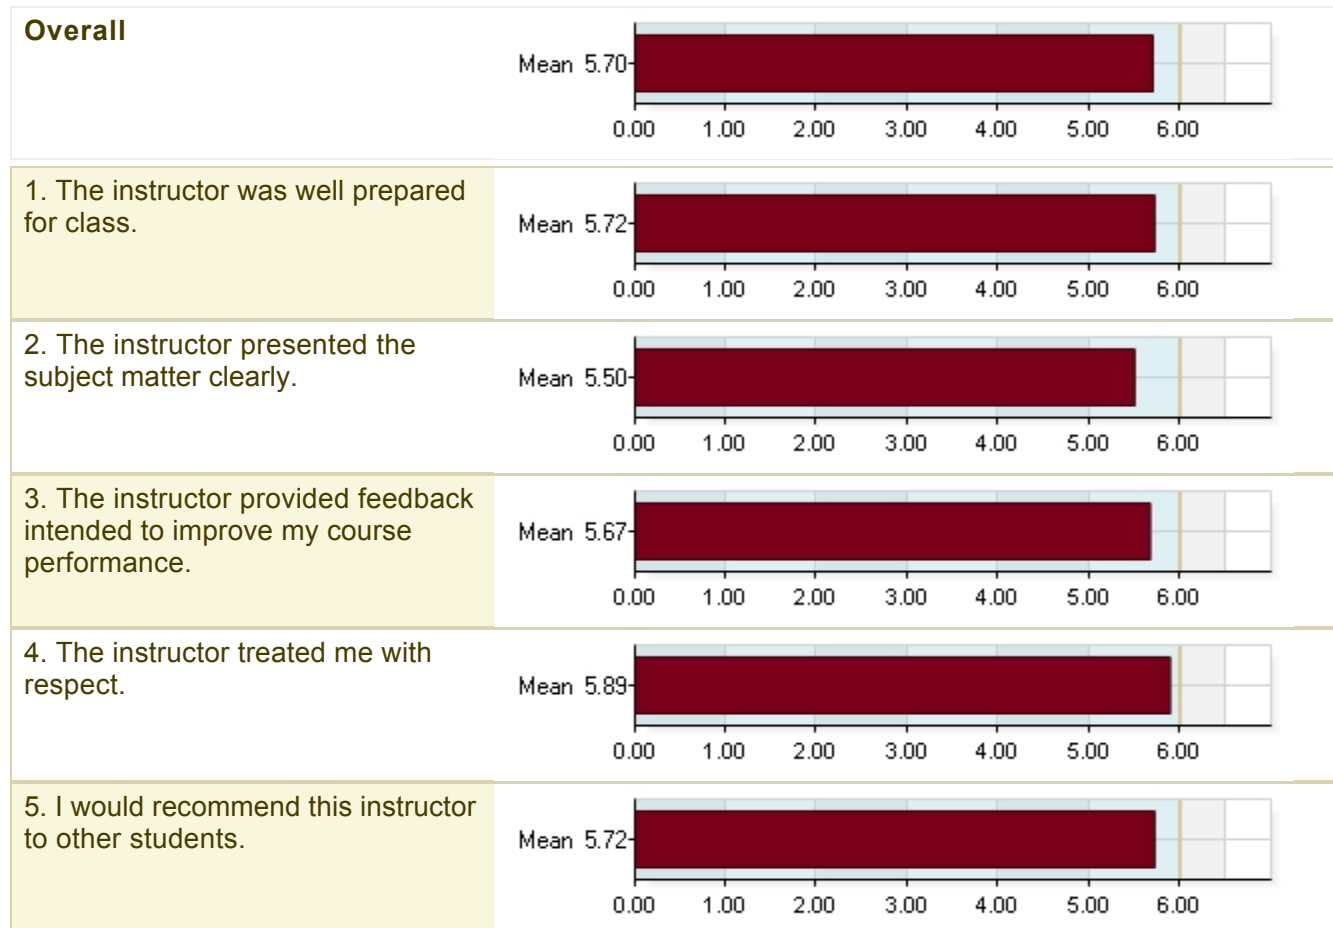 Overall
Mean 5.70
0.00 1.00 2.00 3.00 4.00 5.00 6.00
1. The instructor was well prepared
for class.
Mean 5.72
0.00 1.00 2.00 3.00 4.00 5.00 6.00
2. The instructor presented the
subject matter clearly.
Mean 5.50
0.00 1.00 2.00 3.00 4.00 5.00 6.00
3. The instructor provided feedback
intended to improve my course
performance.
Mean 5.67
0.00 1.00 2.00 3.00 4.00 5.00 6.00
4. The instructor treated me with
respect.
Mean 5.89
0.00 1.00 2.00 3.00 4.00 5.00 6.00
5. I would recommend this instructor
to other students.
Mean 5.72
0.00 1.00 2.00 3.00 4.00 5.00 6.00